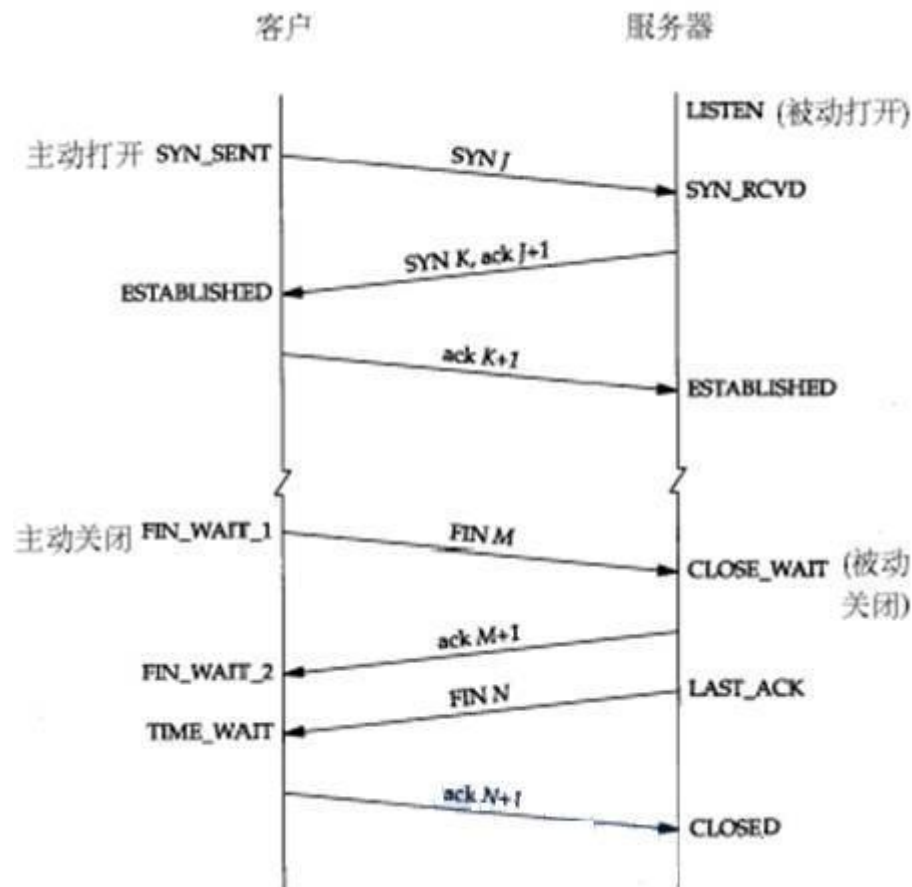 客户 服务器
LISTEN (被动打开)
主动打开 SYN_SENT
SYN J
SYN_RCVD
SYN K, ack J+1
ESTABLISHED
ack K+1
ESTABLISHED
主动关闭 FIN_WAIT_1
FIN M
CLOSE_WAIT (被动
关闭)
ack M+1
FIN_WAIT_2
FIN N
LAST_ACK
TIME_WAIT
ack N+1
CLOSED